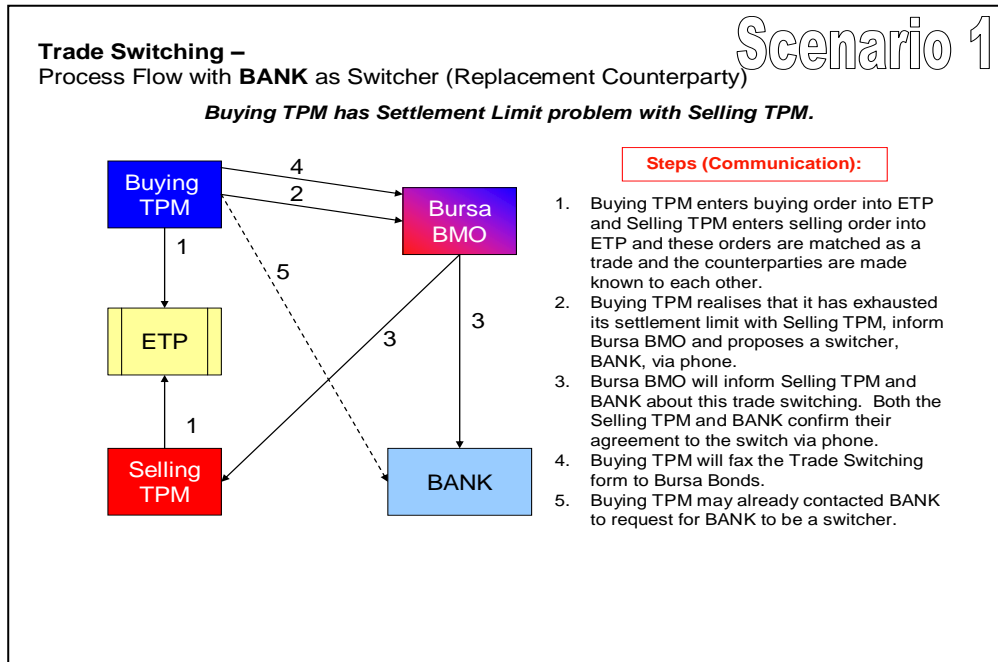 Scenario 1
Trade Switching –
Process Flow with BANK as Switcher (Replacement Counterparty)
Buying TPM has Settlement Limit problem with Selling TPM.
Buying
TPM
4
2
Bursa
BMO
1
5
ETP
3
3
1
Selling
TPM
BANK
Steps (Communication):
1. Buying TPM enters buying order into ETP
and Selling TPM enters selling order into
ETP and these orders are matched as a
trade and the counterparties are made
known to each other.
2. Buying TPM realises that it has exhausted
its settlement limit with Selling TPM, inform
Bursa BMO and proposes a switcher,
BANK, via phone.
3. Bursa BMO will inform Selling TPM and
BANK about this trade switching. Both the
Selling TPM and BANK confirm their
agreement to the switch via phone.
4. Buying TPM will fax the Trade Switching
form to Bursa Bonds.
5. Buying TPM may already contacted BANK
to request for BANK to be a switcher.